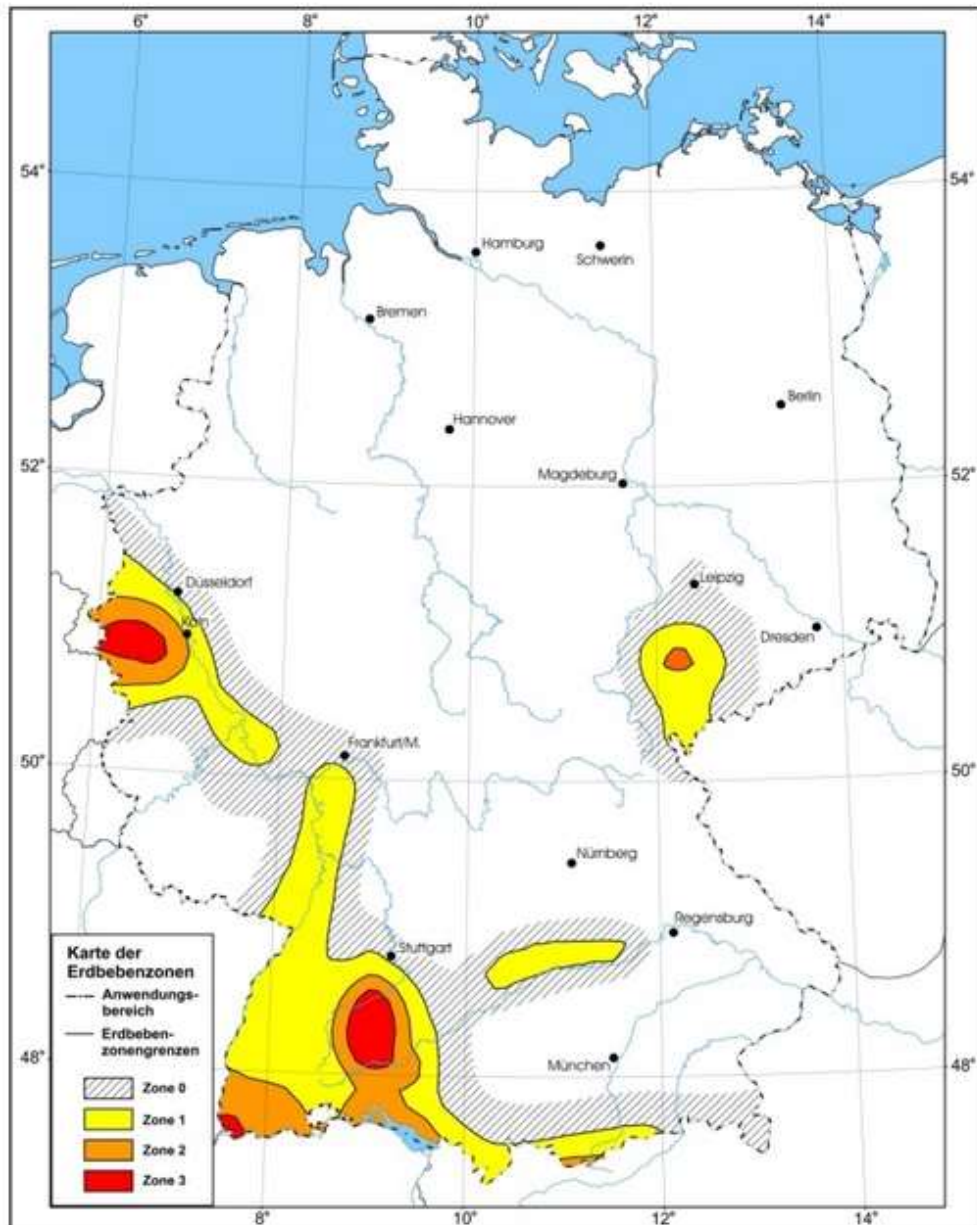 6°
8°
10°
12°
14°
54°
54°
Hamburg
Schwerin
Bremen
Berlin
Hannover
52°
Magdeburg
52°
Düsseldorf
Leipzig
Köln
Dresden
50°
Frankfurt/M.
50°
Nürnberg
Regensburg
Stuttgart
Karte der
Erdbebenzonen
Anwendungs-
bereich
Erdbeben-
zonengrenzen
48°
München
48°
Zone 0
Zone 1
Zone 2
Zone 3
8°
10°
12°
14°